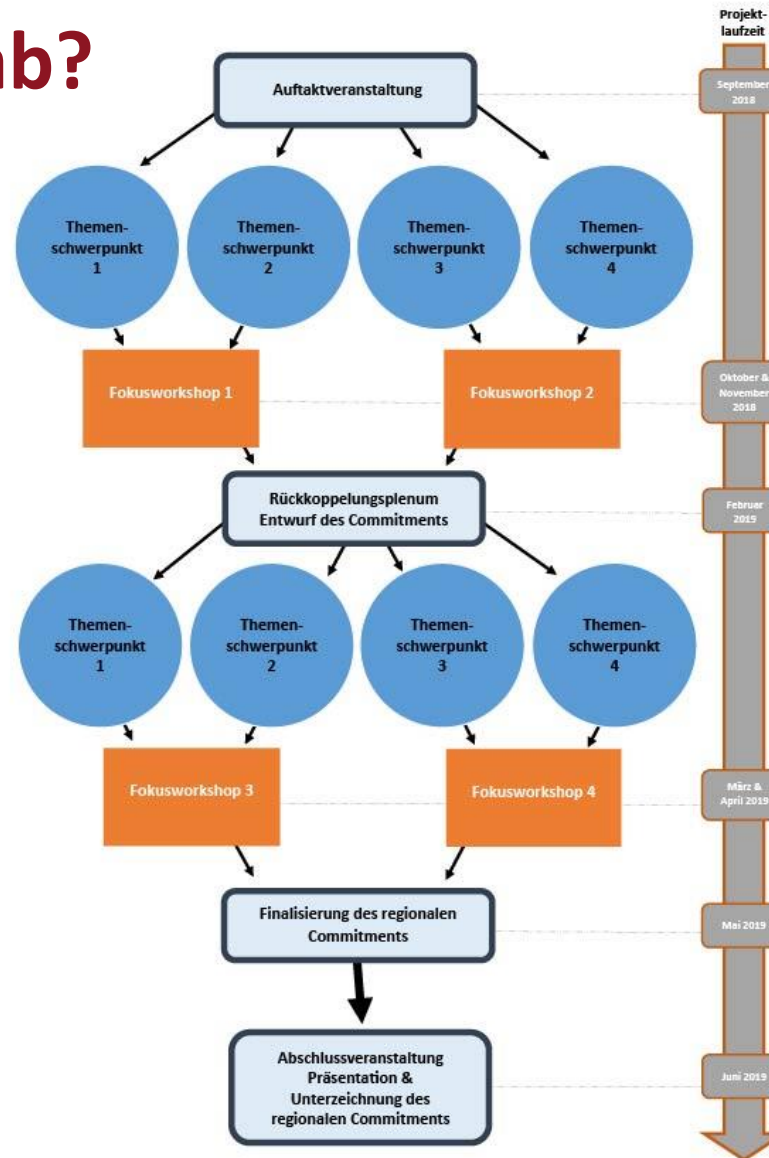 ab?
Projekt-
laufzeit
Auftaktveranstaltung
September
2018
Themen-
schwerpunkt
1
Themen-
schwerpunkt
2
Themen-
schwerpunkt
3
Themen-
schwerpunkt
4
Fokusworkshop 1
Fokusworkshop 2
Oktober &
November
2018
Rückkoppelungsplenum
Entwurf des Commitments
Februar
2019
Themen-
schwerpunkt
1
Themen-
schwerpunkt
2
Themen-
schwerpunkt
3
Themen-
schwerpunkt
4
Fokusworkshop 3
Fokusworkshop 4
März &
April 2019
Finalisierung des regionalen
Commitments
Mai 2019
Abschlussveranstaltung
Präsentation &
Unterzeichnung des
regionalen Commitments
Juni 2019